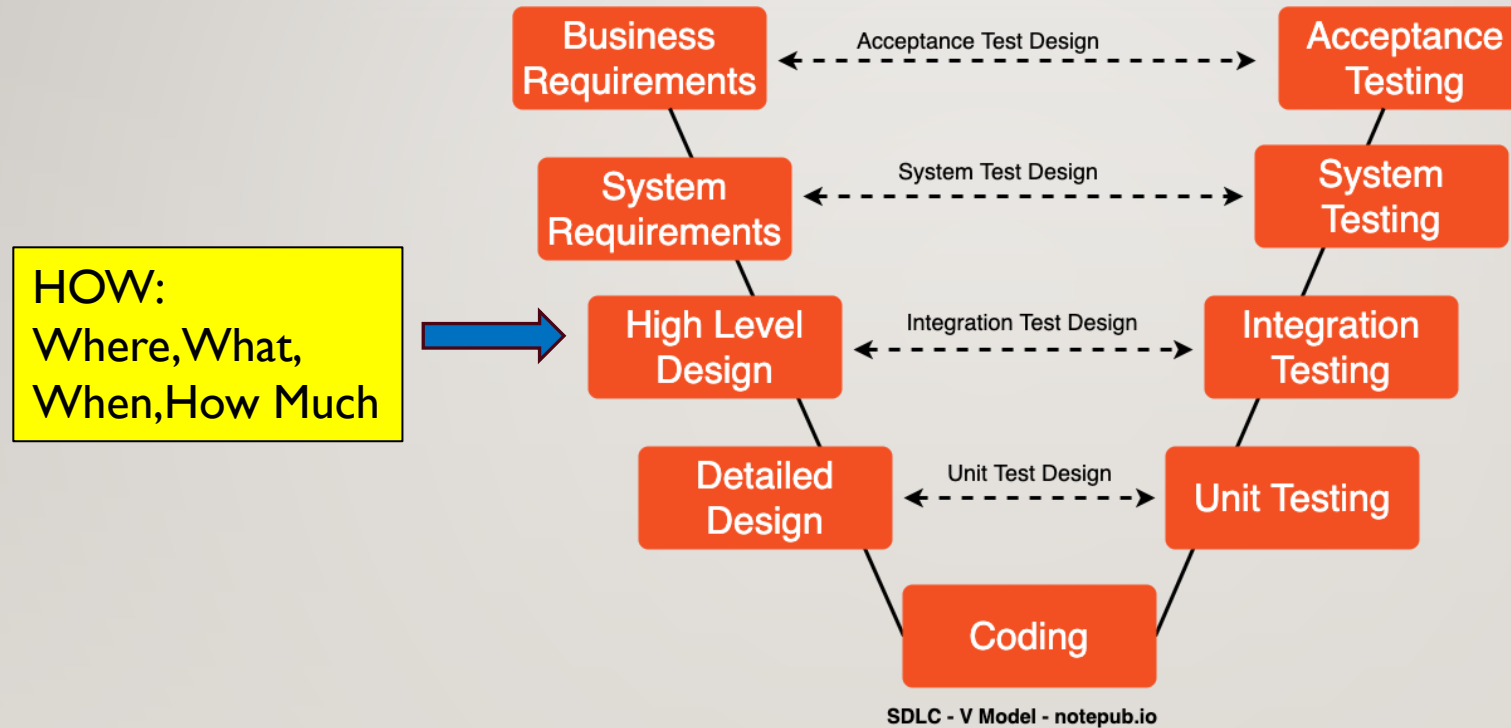 Business
Requirements
Acceptance Test Design
Acceptance
Testing
System
Requirements
System Test Design
System
Testing
HOW:
Where,What,
When,How Much
High Level
Design
Integration Test Design
Integration
Testing
Detailed
Design
Unit Test Design
Unit Testing
Coding
SDLC - V Model - notepub.io